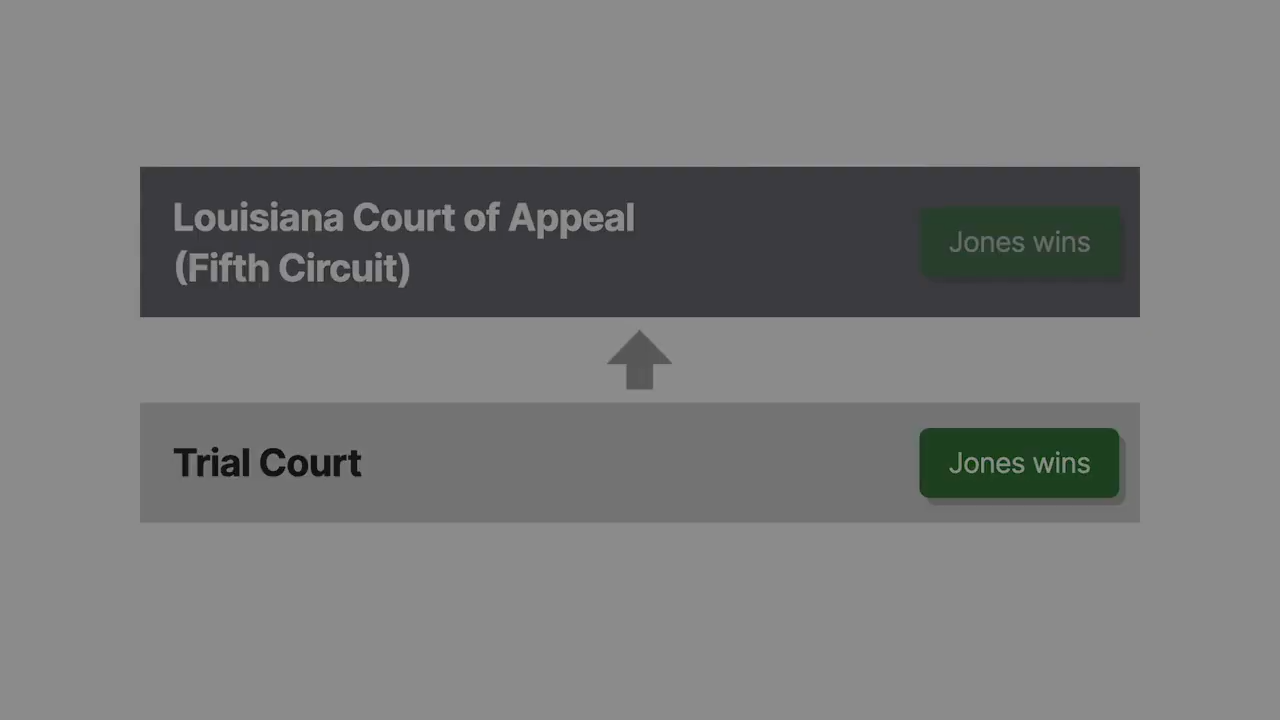 Louisiana Court of Appeal
(Fifth Circuit)
Jones wins
Trial Court
Jones wins